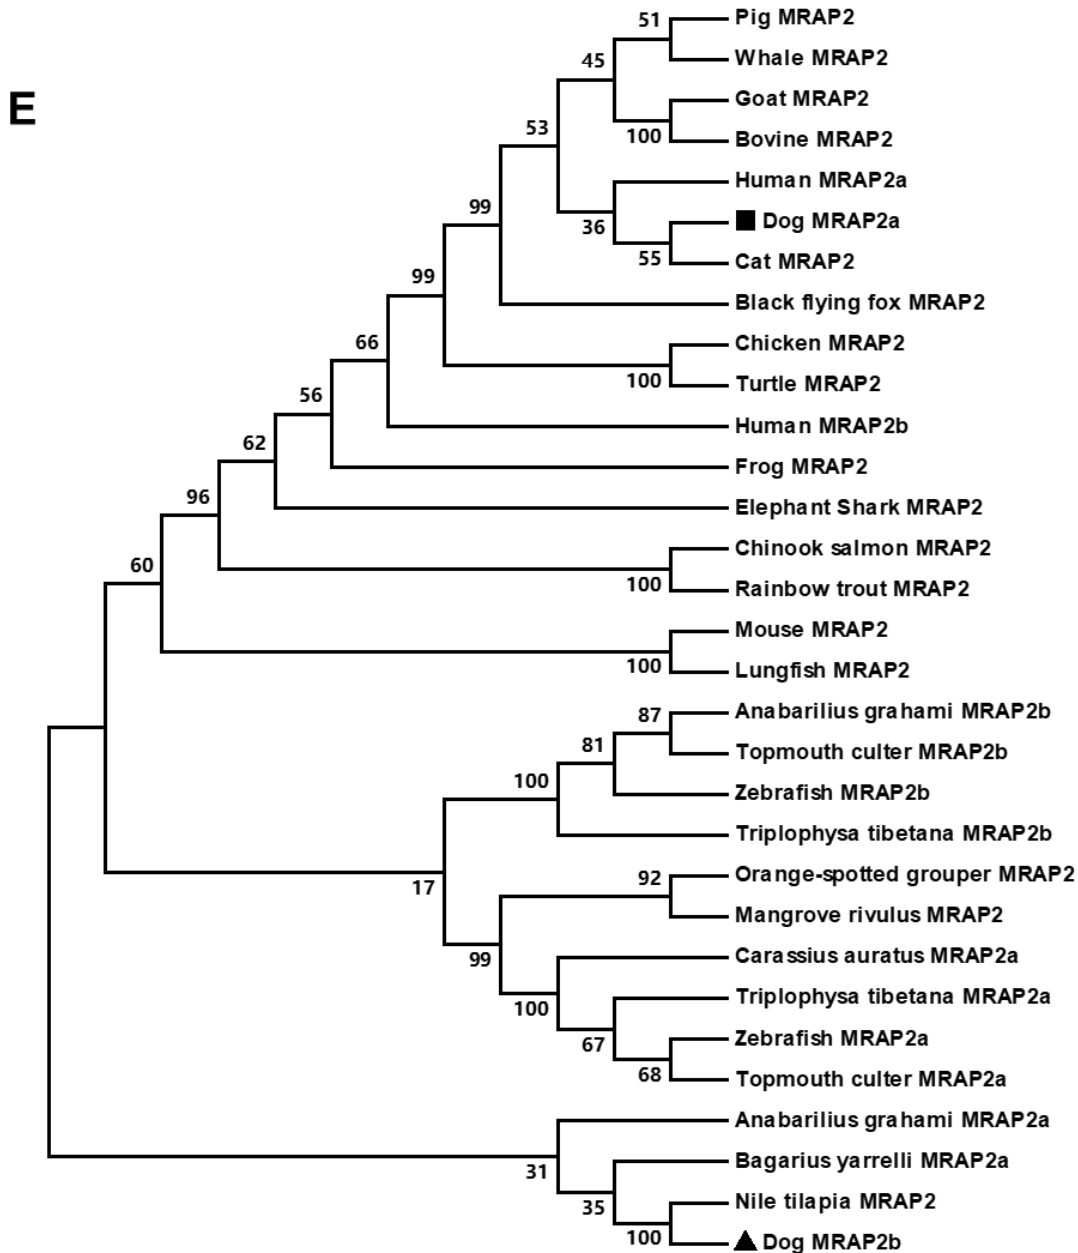 51
Pig MRAP2
45
Whale MRAP2
E
Goat MRAP2
53
100
Bovine MRAP2
Human MRAP2a
99
36
Dog MRAP2a
55
Cat MRAP2
99
Black flying fox MRAP2
66
Chicken MRAP2
100
Turtle MRAP2
56
Human MRAP2b
62
Frog MRAP2
96
Elephant Shark MRAP2
Chinook salmon MRAP2
60
100
Rainbow trout MRAP2
Mouse MRAP2
100
Lungfish MRAP2
87
Anabarilius grahami MRAP2b
81
Topmouth culter MRAP2b
100
Zebrafish MRAP2b
Triplophysa tibetana MRAP2b
17
92
Orange-spotted grouper MRAP2
Mangrove rivulus MRAP2
99
Carassius auratus MRAP2a
100
Triplophysa tibetana MRAP2a
67
Zebrafish MRAP2a
68
Topmouth culter MRAP2a
Anabarilius grahami MRAP2a
31
Bagarius yarrelli MRAP2a
35
Nile tilapia MRAP2
100
Dog MRAP2b